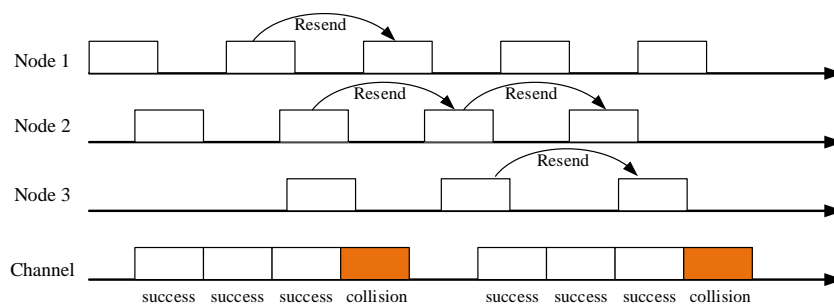 Resend
Node 1
Resend Resend
Node 2
Resend
Node 3
Channel
success success success collision success success success collision